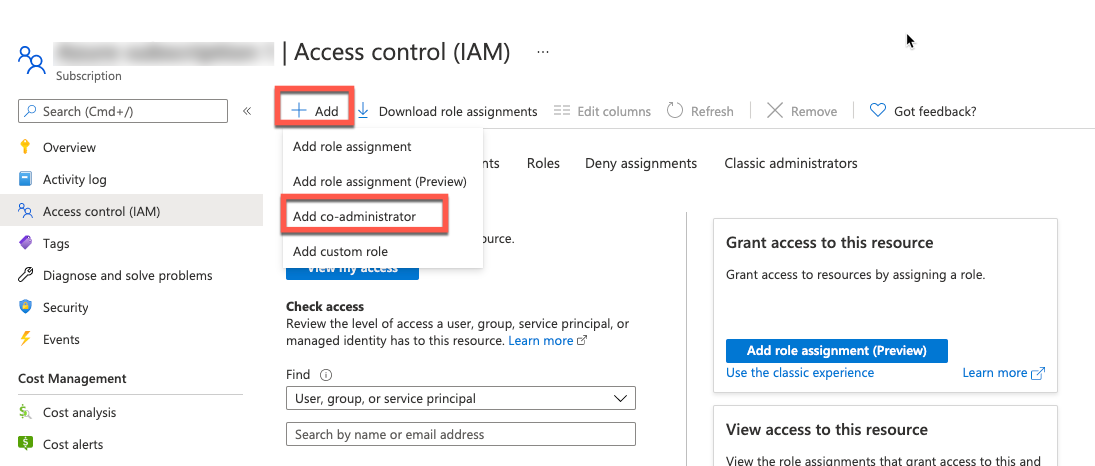 | Access control (IAM) ...
Subscription
Search (Cmd+/)
«
Add
Download role assignments
Edit columns
Refresh
Remove
Got feedback?
Overview
Activity log
Access control (IAM)
Tags
Diagnose and solve problems
Security
Events
Cost Management
Cost analysis
Cost alerts
Add role assignment
Add role assignment (Preview)
Add co-administrator
Add custom role
nts
Roles
Deny assignments
Classic administrators
ource.
View my access
Check access
Review the level of access a user, group, service principal, or
managed identity has to this resource. Learn more
Find
User, group, or service principal
Search by name or email address
Grant access to this resource
Grant access to resources by assigning a role.
Add role assignment (Preview)
Use the classic experience
Learn more
View access to this resource
View the role assignments that grant access to this and